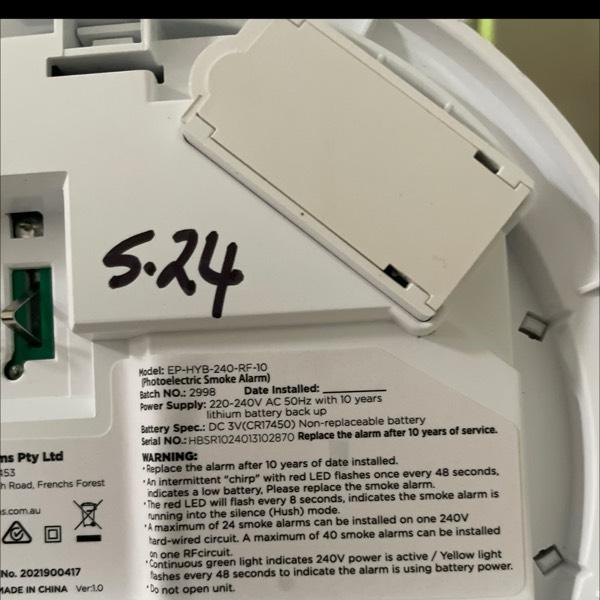 S.24
Model: EP-HYB-240-RF-10
(Photoelectric Smoke Alarm)
Batch NO.: 2998 Date Installed:
Power Supply: 220-240V AC 50Hz with 10 years
lithium battery back up
Battery Spec.: DC 3V(CR17450) Non-replaceable battery
Serial NO.: HBSR1024013102870 Replace the alarm after 10 years of service.
WARNING:
•Replace the alarm after 10 years of date installed.
•An intermittent "chirp" with red LED flashes once every 48 seconds,
indicates a low battery, Please replace the smoke alarm.
•The red LED will flash every 8 seconds, indicates the smoke alarm is
running into the silence (Hush) mode.
•A maximum of 24 smoke alarms can be installed on one 240V
hard-wired circuit. A maximum of 40 smoke alarms can be installed
on one RFcircuit.
•Continuous green light indicates 240V power is active / Yellow light
flashes every 48 seconds to indicate the alarm is using battery power.
•Do not open unit.
ms Pty Ltd
453
h Road, Frenchs Forest
s.com.au
No. 2021900417
MADE IN CHINA Ver:1.0